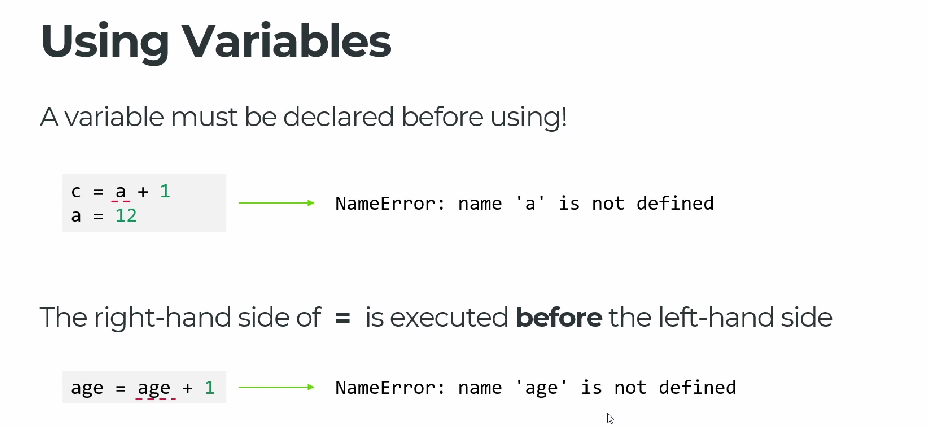 Using Variables
A variable must be declared before using!
c = a + 1
a = 12
NameError: name 'a' is not defined
The right-hand side of = is executed before the left-hand side
age = age + 1
NameError: name 'age' is not defined